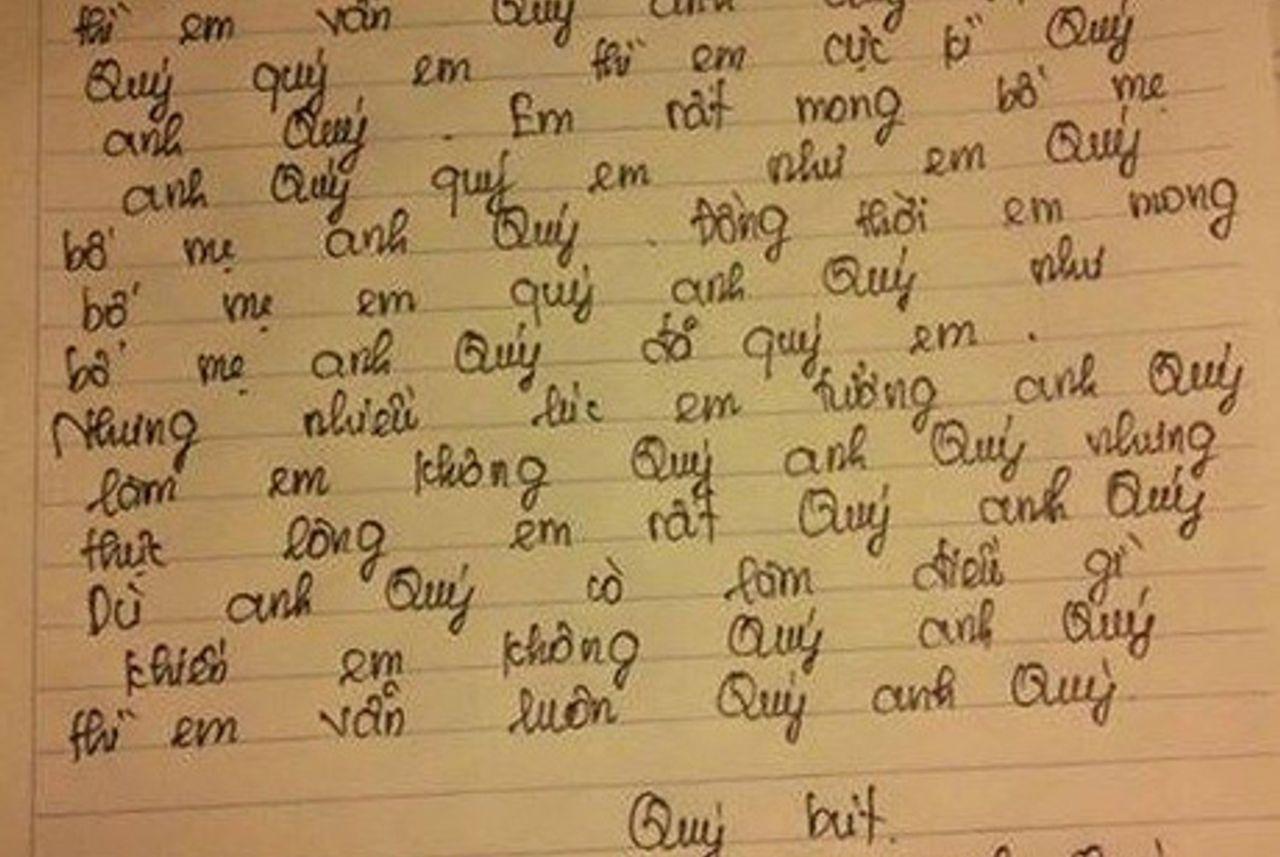 thì em vẫn Quý anh
Quý quý em thì em cực kì Quý
anh Quý. Em rất mong bố mẹ
anh Quý quý em như em Quý
bố mẹ anh Quý. Đồng thời em mong
bố mẹ em quý anh Quý như
bố mẹ anh Quý đã quý em.
Nhưng nhiều lúc em tưởng anh Quý
làm em không Quý anh Quý nhưng
thực lòng em rất Quý anh Quý
Dù anh Quý có làm điều gì
khiến em không Quý anh Quý
thì em vẫn luôn Quý anh Quý.
Quý bút.